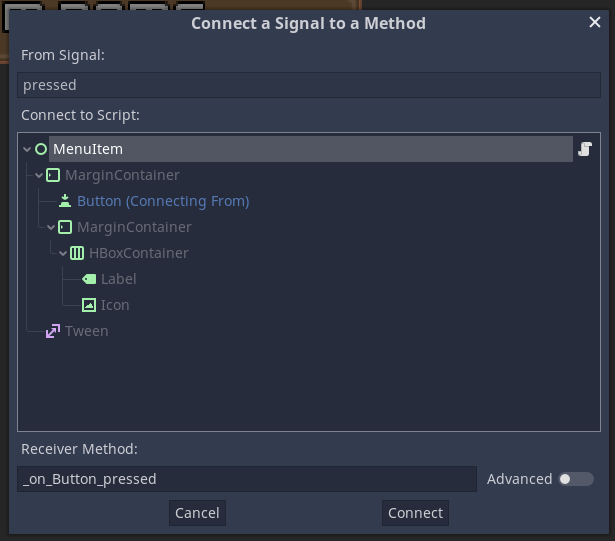 Connect a Signal to a Method
From Signal:
pressed
Connect to Script:
MenuItem
MarginContainer
Button (Connecting From)
MarginContainer
HBoxContainer
Label
Icon
Tween
Receiver Method:
_on_Button_pressed
Advanced
Cancel
Connect